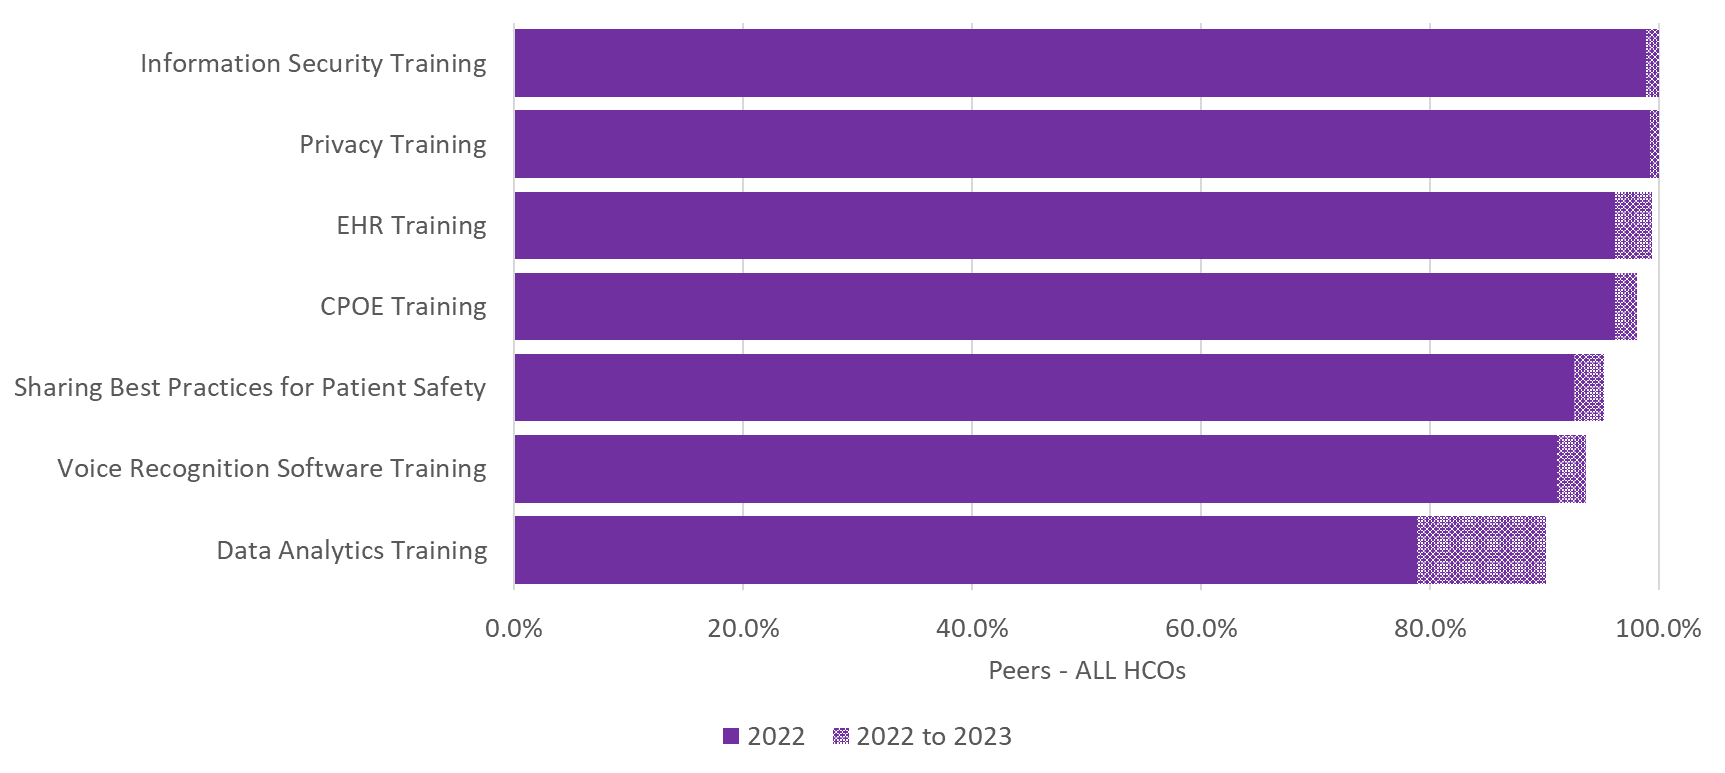 Information Security Training
Privacy Training
EHR Training
CPOE Training
Sharing Best Practices for Patient Safety
Voice Recognition Software Training
Data Analytics Training
0.0% 20.0% 40.0% 60.0% 80.0% 100.0%
Peers - ALL HCOs
2022 2022 to 2023